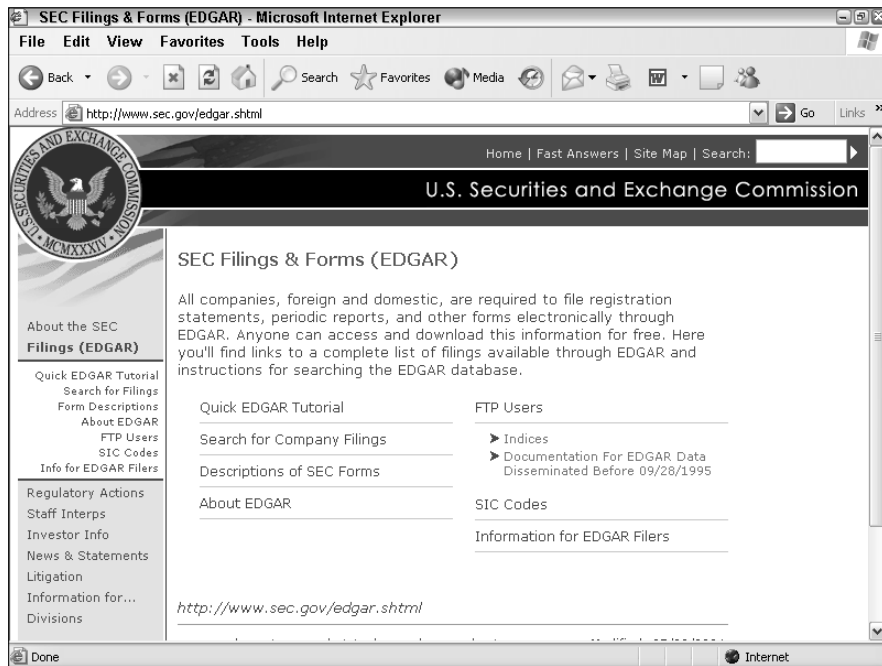 SEC Filings & Forms (EDGAR) - Microsoft Internet Explorer
File Edit View Favorites Tools Help
Back Search Favorites Media
Address http://www.sec.gov/edgar.shtml Go Links »
Home | Fast Answers | Site Map | Search:
U.S. Securities and Exchange Commission
U.S. SECURITIES AND EXCHANGE COMMISSION
MCMXXXIV
About the SEC
Filings (EDGAR)
Quick EDGAR Tutorial
Search for Filings
Form Descriptions
About EDGAR
FTP Users
SIC Codes
Info for EDGAR Filers
Regulatory Actions
Staff Interps
Investor Info
News & Statements
Litigation
Information for...
Divisions
SEC Filings & Forms (EDGAR)
All companies, foreign and domestic, are required to file registration
statements, periodic reports, and other forms electronically through
EDGAR. Anyone can access and download this information for free. Here
you'll find links to a complete list of filings available through EDGAR and
instructions for searching the EDGAR database.
Quick EDGAR Tutorial
Search for Company Filings
Descriptions of SEC Forms
About EDGAR
FTP Users
Indices
Documentation For EDGAR Data
Disseminated Before 09/28/1995
SIC Codes
Information for EDGAR Filers
http://www.sec.gov/edgar.shtml
Done Internet